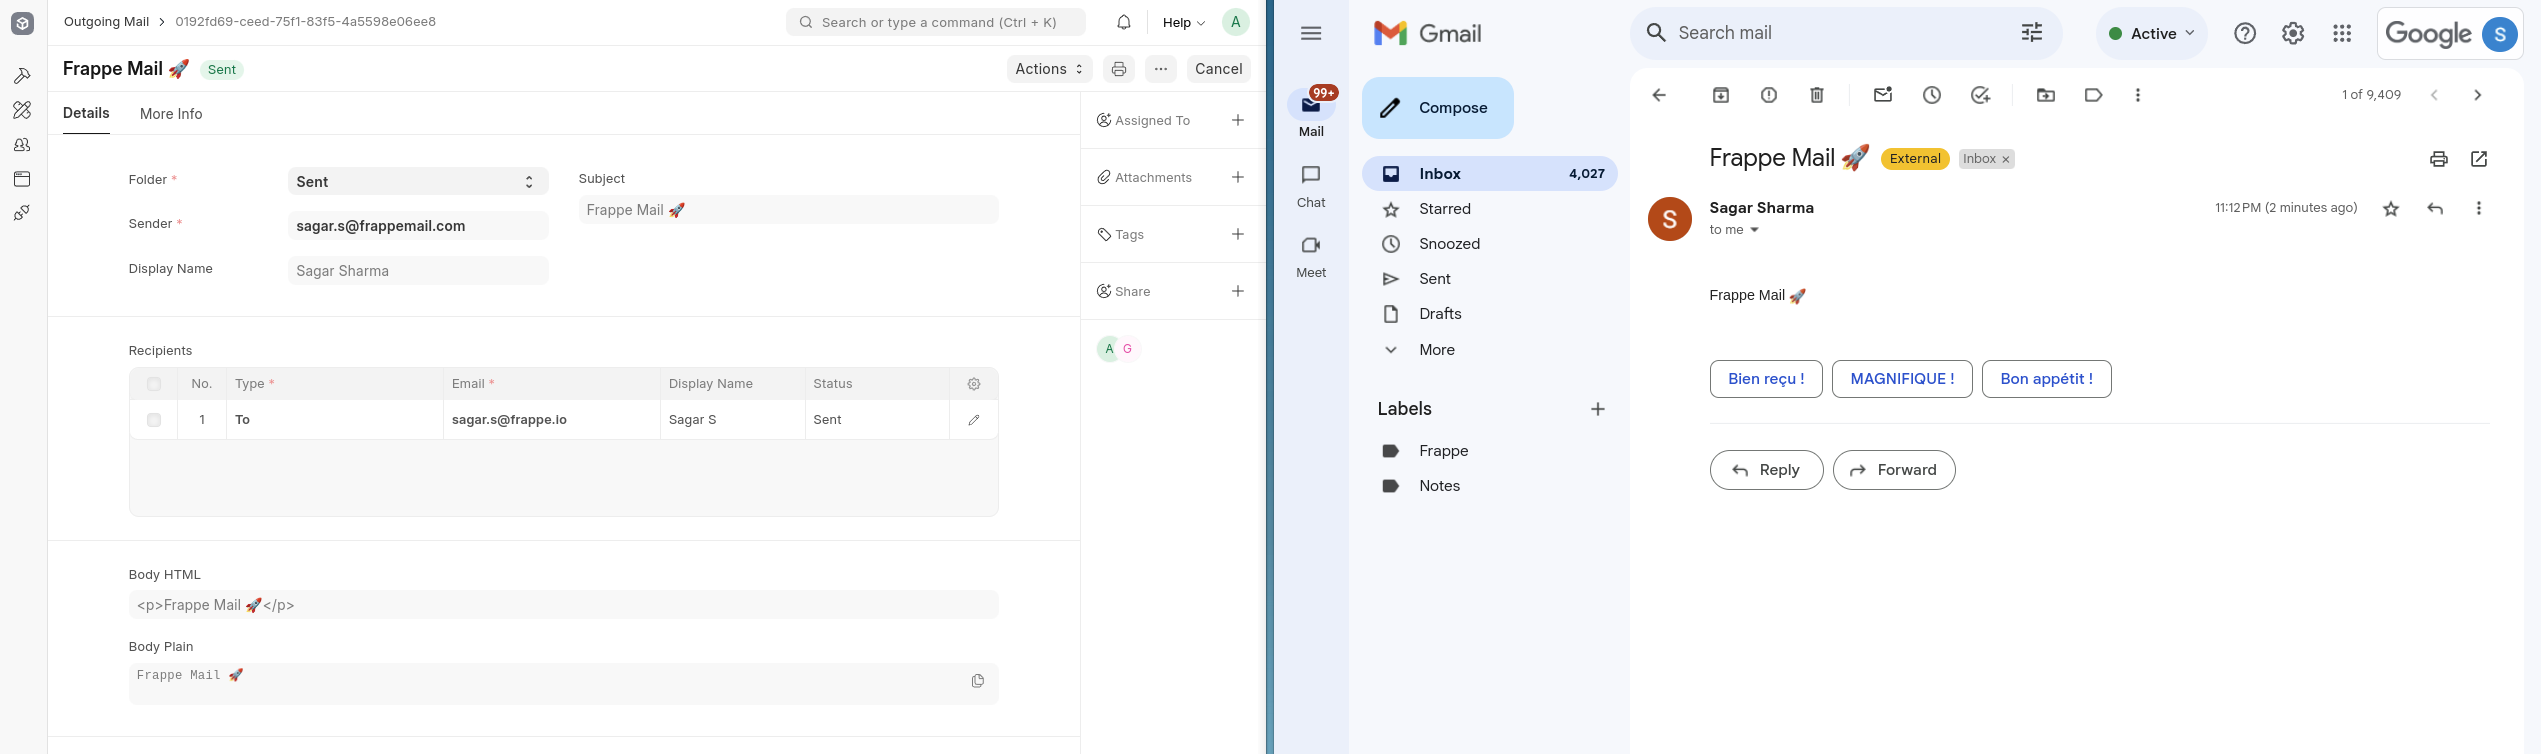 Outgoing Mail > 0192fd69-ceed-75f1-83f5-4a5598e06ee8
Search or type a command (Ctrl + K)
Help
A
Frappe Mail 🚀 Sent
Actions
...
Cancel
Details
More Info
Folder *
Sent
Sender *
sagar.s@frappemail.com
Display Name
Sagar Sharma
Subject
Frappe Mail 🚀
Recipients
No. Type * Email * Display Name Status
1 To sagar.s@frappe.io Sagar S Sent
Body HTML
<p>Frappe Mail 🚀</p>
Body Plain
Frappe Mail 🚀
Assigned To
Attachments
Tags
Share
A G
99+
Mail
Chat
Meet
Gmail
Compose
Inbox 4,027
Starred
Snoozed
Sent
Drafts
More
Labels
Frappe
Notes
Search mail
Active
Google S
1 of 9,409
Frappe Mail 🚀 External Inbox ×
S
Sagar Sharma
11:12 PM (2 minutes ago)
to me
Frappe Mail 🚀
Bien reçu ! MAGNIFIQUE ! Bon appétit !
Reply Forward